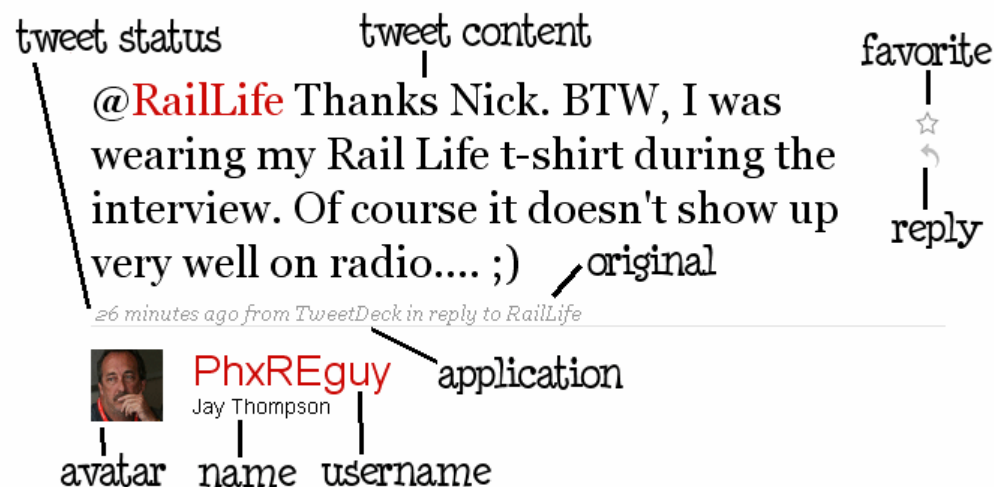 tweet status
tweet content
favorite
@RailLife Thanks Nick. BTW, I was
wearing my Rail Life t-shirt during the
interview. Of course it doesn't show up
very well on radio.... ;)
reply
original
26 minutes ago from TweetDeck in reply to RailLife
PhxREguy
Jay Thompson
application
avatar
name
username